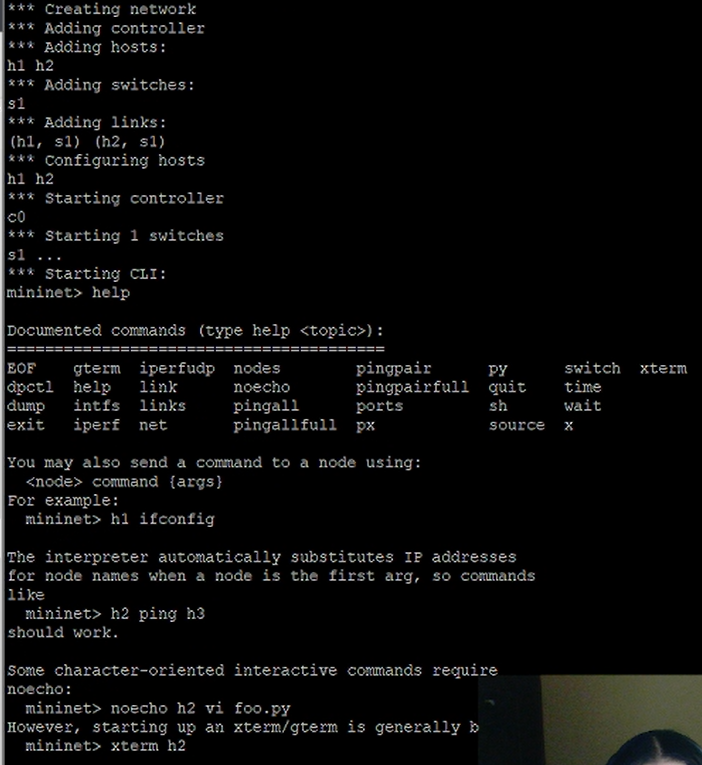 *** Creating network
*** Adding controller
*** Adding hosts:
h1 h2
*** Adding switches:
s1
*** Adding links:
(h1, s1) (h2, s1)
*** Configuring hosts
h1 h2
*** Starting controller
c0
*** Starting 1 switches
s1 ...
*** Starting CLI:
mininet> help

Documented commands (type help <topic>):
========================================
EOF    gterm  iperfudp  nodes        pingpair      py      switch  xterm
dpctl  help   link      noecho       pingpairfull  quit    time
dump   intfs  links     pingall      ports         sh      wait
exit   iperf  net       pingallfull  px            source  x

You may also send a command to a node using:
  <node> command {args}
For example:
  mininet> h1 ifconfig

The interpreter automatically substitutes IP addresses
for node names when a node is the first arg, so commands
like
  mininet> h2 ping h3
should work.

Some character-oriented interactive commands require
noecho:
  mininet> noecho h2 vi foo.py
However, starting up an xterm/gterm is generally
  mininet> xterm h2